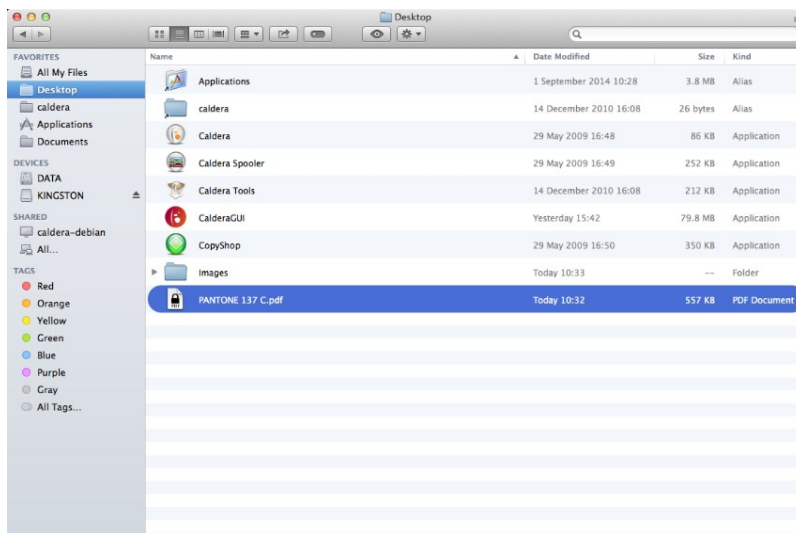 Desktop
FAVORITES
All My Files
Desktop
caldera
Applications
Documents
DEVICES
DATA
KINGSTON
SHARED
caldera-debian
All...
TAGS
Red
Orange
Yellow
Green
Blue
Purple
Gray
All Tags...
Name Date Modified Size Kind
Applications 1 September 2014 10:28 3.8 MB Alias
caldera 14 December 2010 16:08 26 bytes Alias
Caldera 29 May 2009 16:48 86 KB Application
Caldera Spooler 29 May 2009 16:49 252 KB Application
Caldera Tools 14 December 2010 16:08 212 KB Application
CalderaGUI Yesterday 15:42 79.8 MB Application
CopyShop 29 May 2009 16:50 350 KB Application
Images Today 10:33 -- Folder
PDF PANTONE 137 C.pdf Today 10:32 557 KB PDF Document